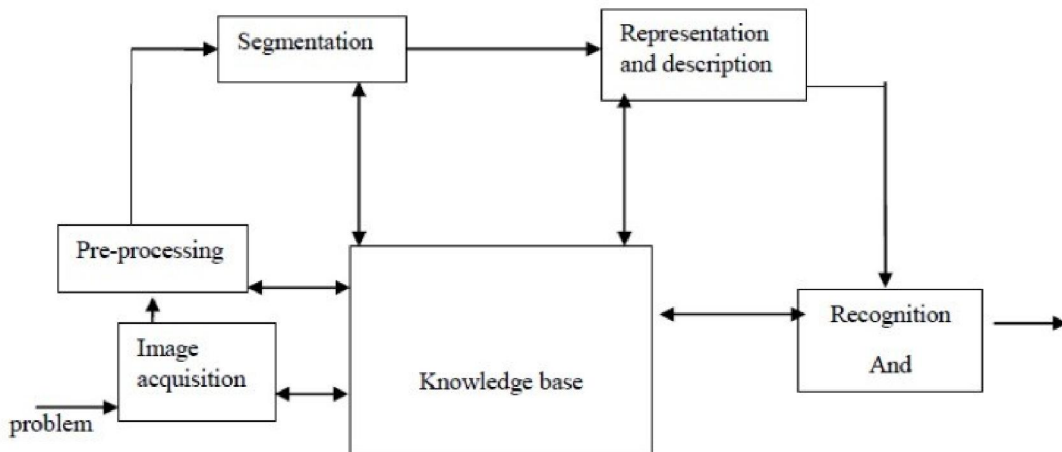 Segmentation
Representation
and description
Pre-processing
Image
acquisition
problem
Knowledge base
Recognition
And